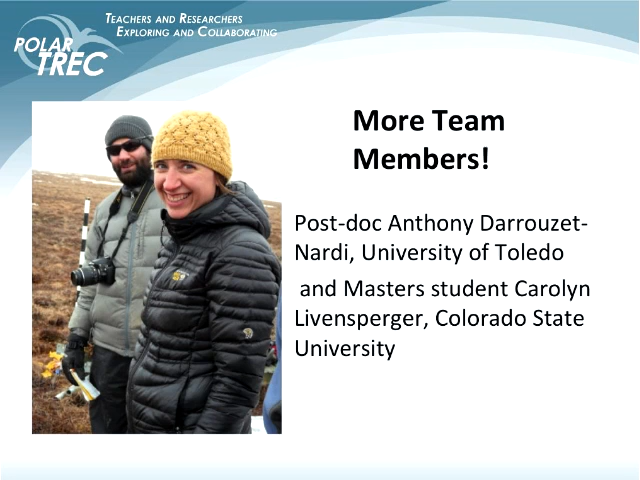 TEACHERS AND RESEARCHERS
EXPLORING AND COLLABORATING
POLAR
TREC
More Team
Members!
Post-doc Anthony Darrouzet-
Nardi, University of Toledo
and Masters student Carolyn
Livensperger, Colorado State
University